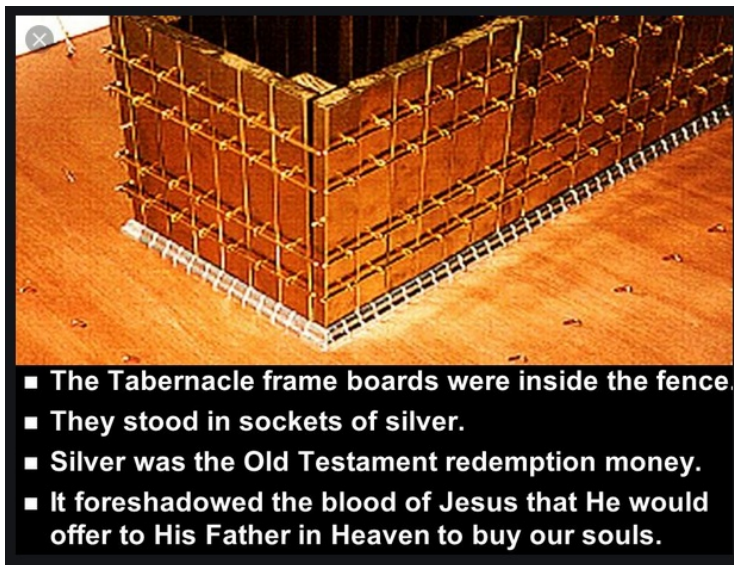 ■ The Tabernacle frame boards were inside the fence.
■ They stood in sockets of silver.
■ Silver was the Old Testament redemption money.
■ It foreshadowed the blood of Jesus that He would
offer to His Father in Heaven to buy our souls.